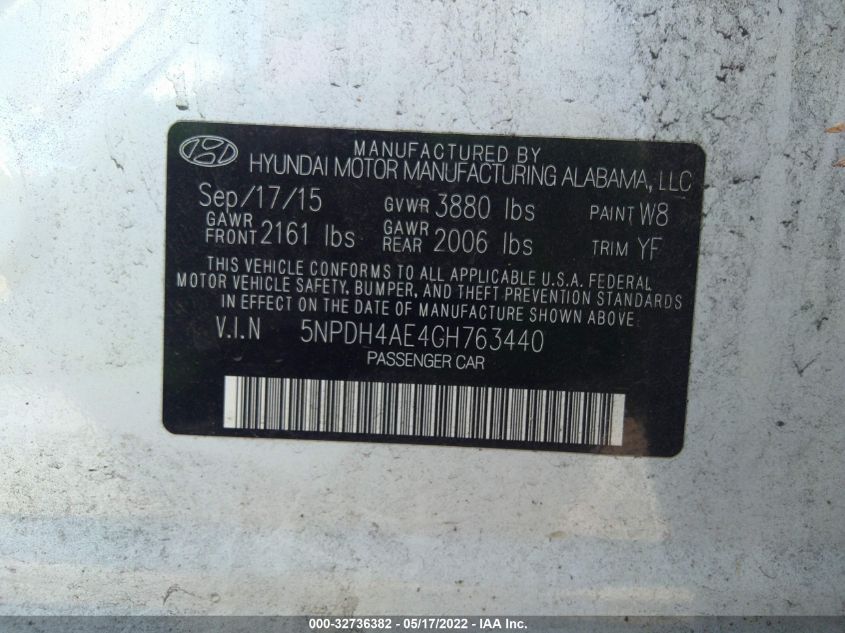 MANUFACTURED BY
HYUNDAI MOTOR MANUFACTURING ALABAMA, LLC
Sep/17/15 GVWR 3880 lbs PAINT W8
GAWR FRONT 2161 lbs GAWR REAR 2006 lbs TRIM YF
THIS VEHICLE CONFORMS TO ALL APPLICABLE U.S.A. FEDERAL
MOTOR VEHICLE SAFETY, BUMPER, AND THEFT PREVENTION STANDARDS
IN EFFECT ON THE DATE OF MANUFACTURE SHOWN ABOVE.
V.I.N 5NPDH4AE4GH763440
PASSENGER CAR
000-32736382 - 05/17/2022 - IAA Inc.